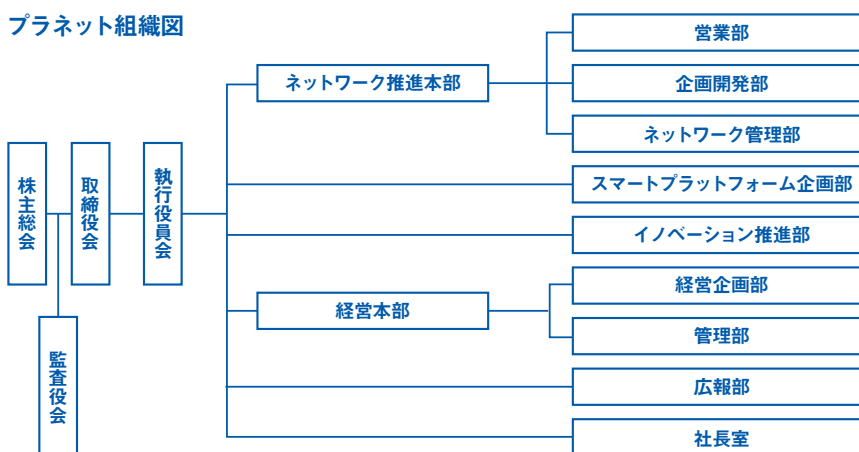 プラネット組織図
株主総会
取締役会
執行役員会
監査役会
ネットワーク推進本部
営業部
企画開発部
ネットワーク管理部
スマートプラットフォーム企画部
イノベーション推進部
経営本部
経営企画部
管理部
広報部
社長室